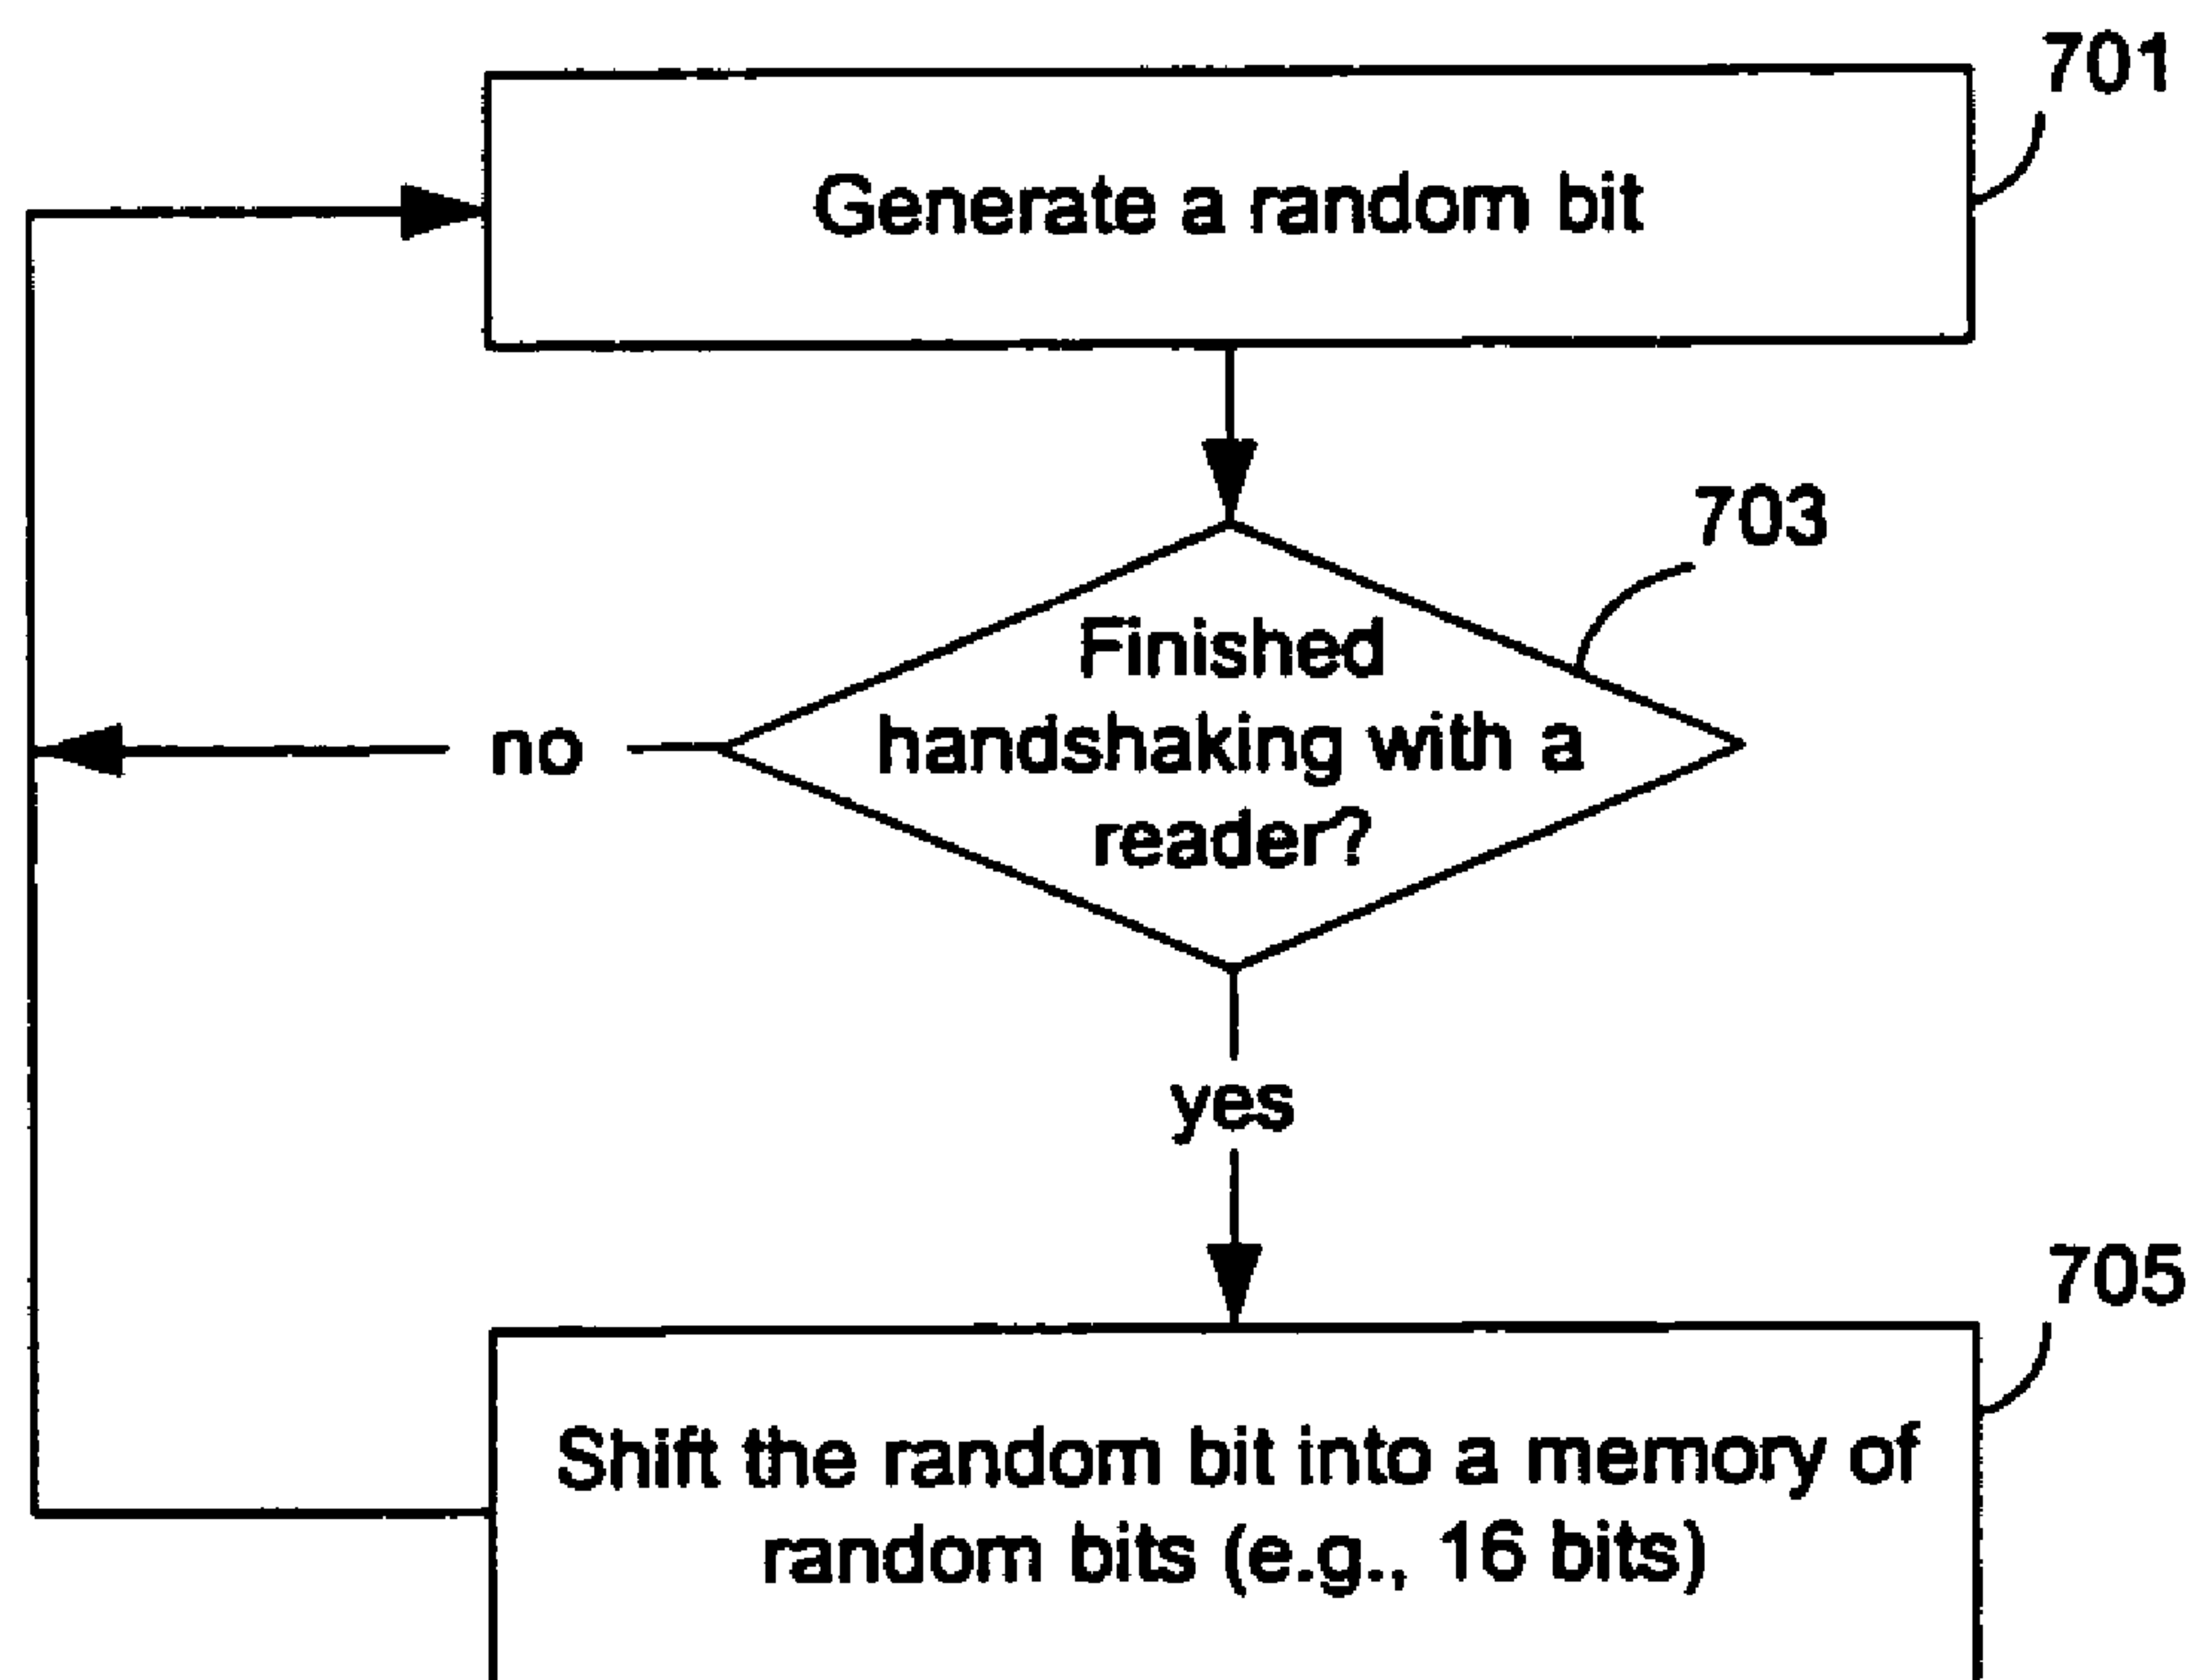 701
Generate a random bit
703
Finished
handshaking with a
reader?
no
yes
705
Shift the random bit into a memory of
random bits (e.g., 16 bits)